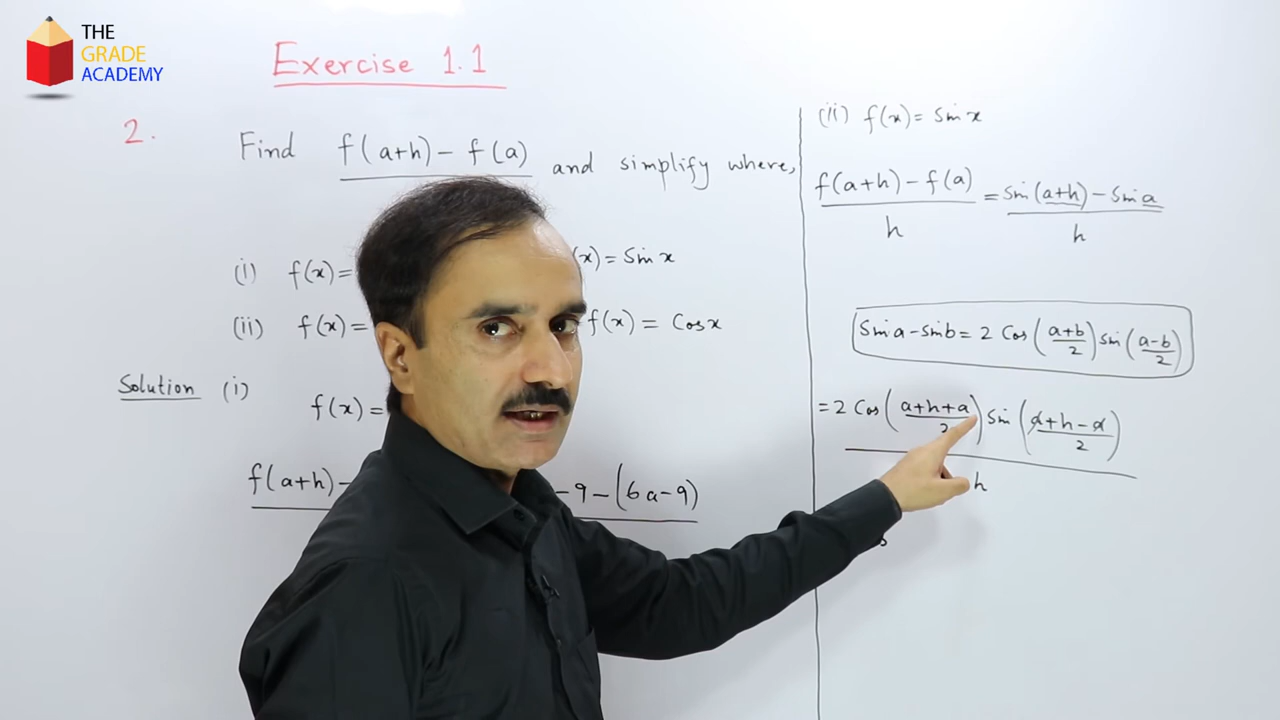 THE
GRADE
ACADEMY
Exercise 1.1
2. Find f(a+h) - f(a) and simplify where,
(i) f(x)= (x) = Sin x
(ii) f(x)= f(x) = Cos x
Solution (i)
f(x) =
f(a+h)- -9-(6a-9)
(ii) f(x) = Sin x
f(a+h) - f(a) = Sin(a+h) - Sin a
h h
Sin a - Sin b = 2 Cos (a+b/2) Sin (a-b/2)
= 2 Cos (a+h+a/2) Sin (a+h-a/2)
h